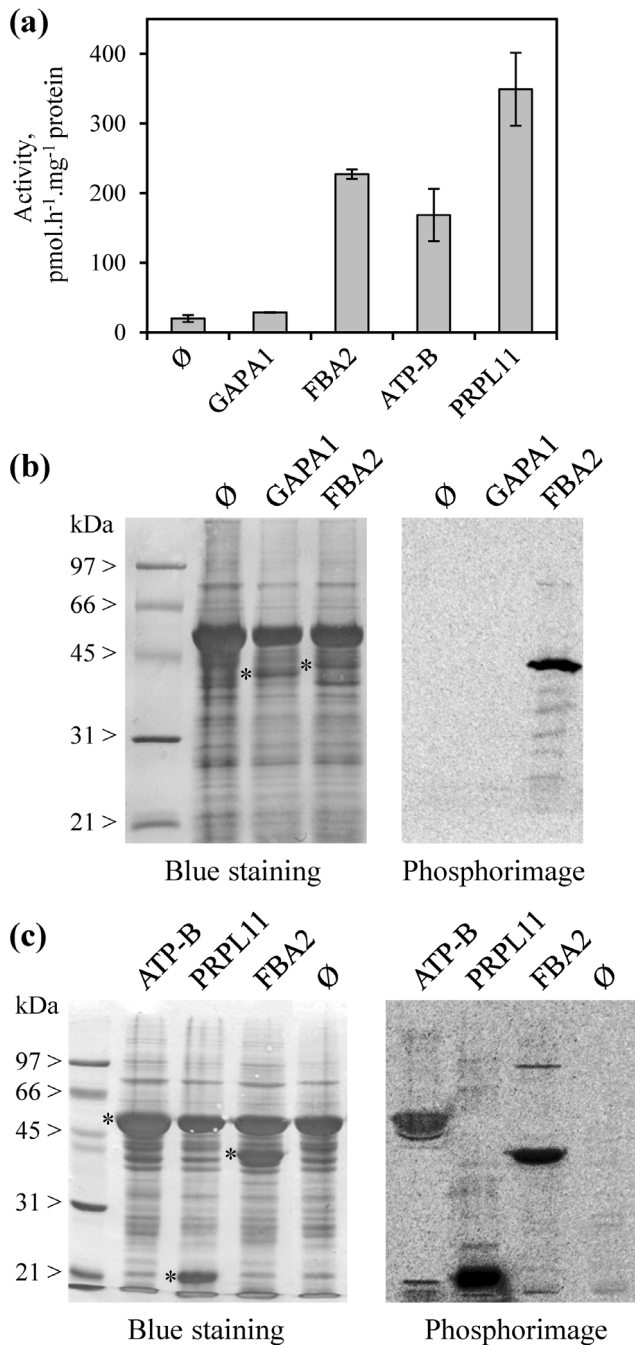 (a)
Activity,
pmol.h⁻¹.mg⁻¹ protein
400
300
200
100
0
Ø
GAPA1
FBA2
ATP-B
PRPL11
(b)
Ø GAPA1 FBA2
Ø GAPA1 FBA2
kDa
97 >
66 >
45 >
31 >
21 >
*
*
Blue staining
Phosphorimage
(c)
ATP-B PRPL11 FBA2 Ø
ATP-B PRPL11 FBA2 Ø
kDa
97 >
66 >
45 >
31 >
21 >
*
*
*
Blue staining
Phosphorimage